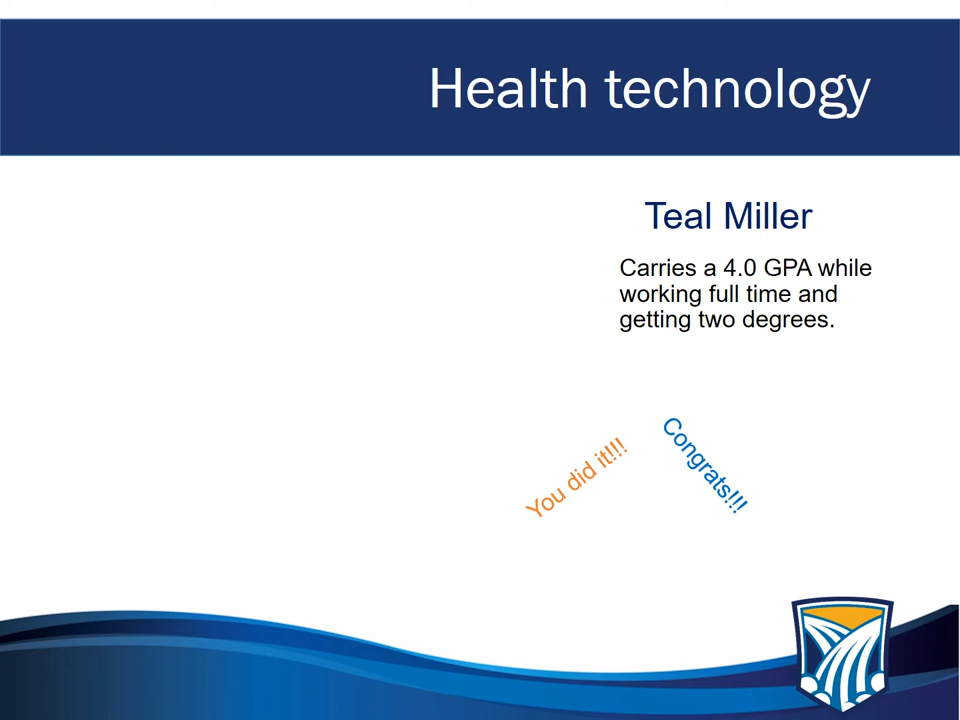 Health technology
Teal Miller
Carries a 4.0 GPA while
working full time and
getting two degrees.
You did it!!!
Congrats!!!